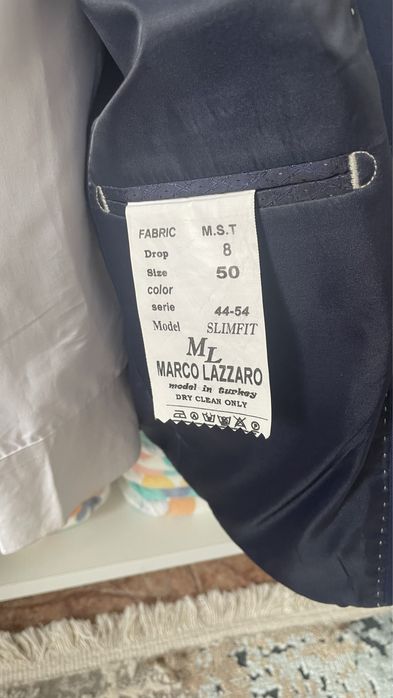 FABRIC M.S.T
Drop 8
Size 50
color
serie 44-54
Model SLIMFIT
ML
MARCO LAZZARO
model in turkey
DRY CLEAN ONLY